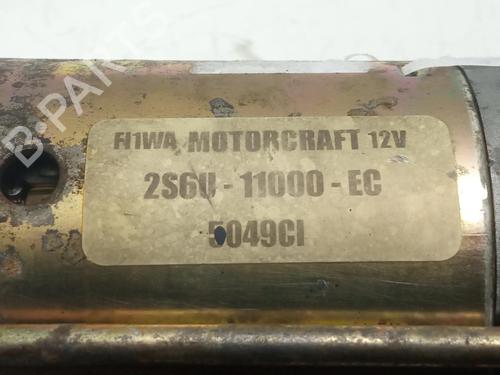 B-PARTS
FI1WA MOTORCRAFT 12V
2S6U - 11000 - EC
5049CI